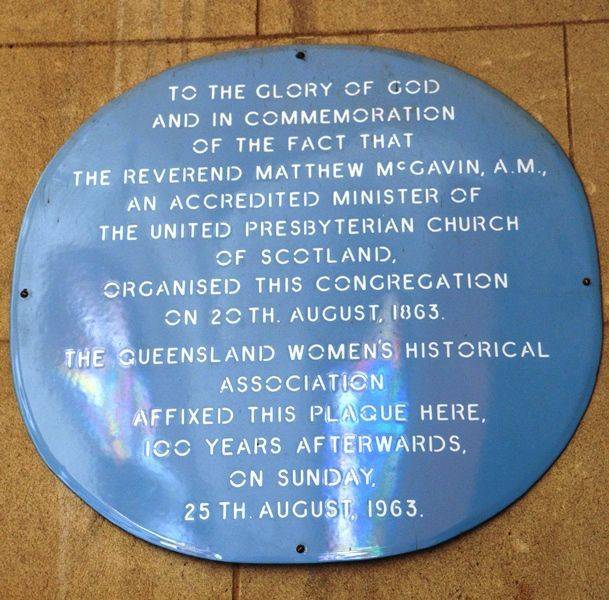 TO THE GLORY OF GOD
AND IN COMMEMORATION
OF THE FACT THAT
THE REVEREND MATTHEW McGAVIN, A.M.,
AN ACCREDITED MINISTER OF
THE UNITED PRESBYTERIAN CHURCH
OF SCOTLAND,
ORGANISED THIS CONGREGATION
ON 20TH. AUGUST, 1863.
THE QUEENSLAND WOMEN'S HISTORICAL
ASSOCIATION
AFFIXED THIS PLAQUE HERE,
100 YEARS AFTERWARDS,
ON SUNDAY,
25TH. AUGUST, 1963.